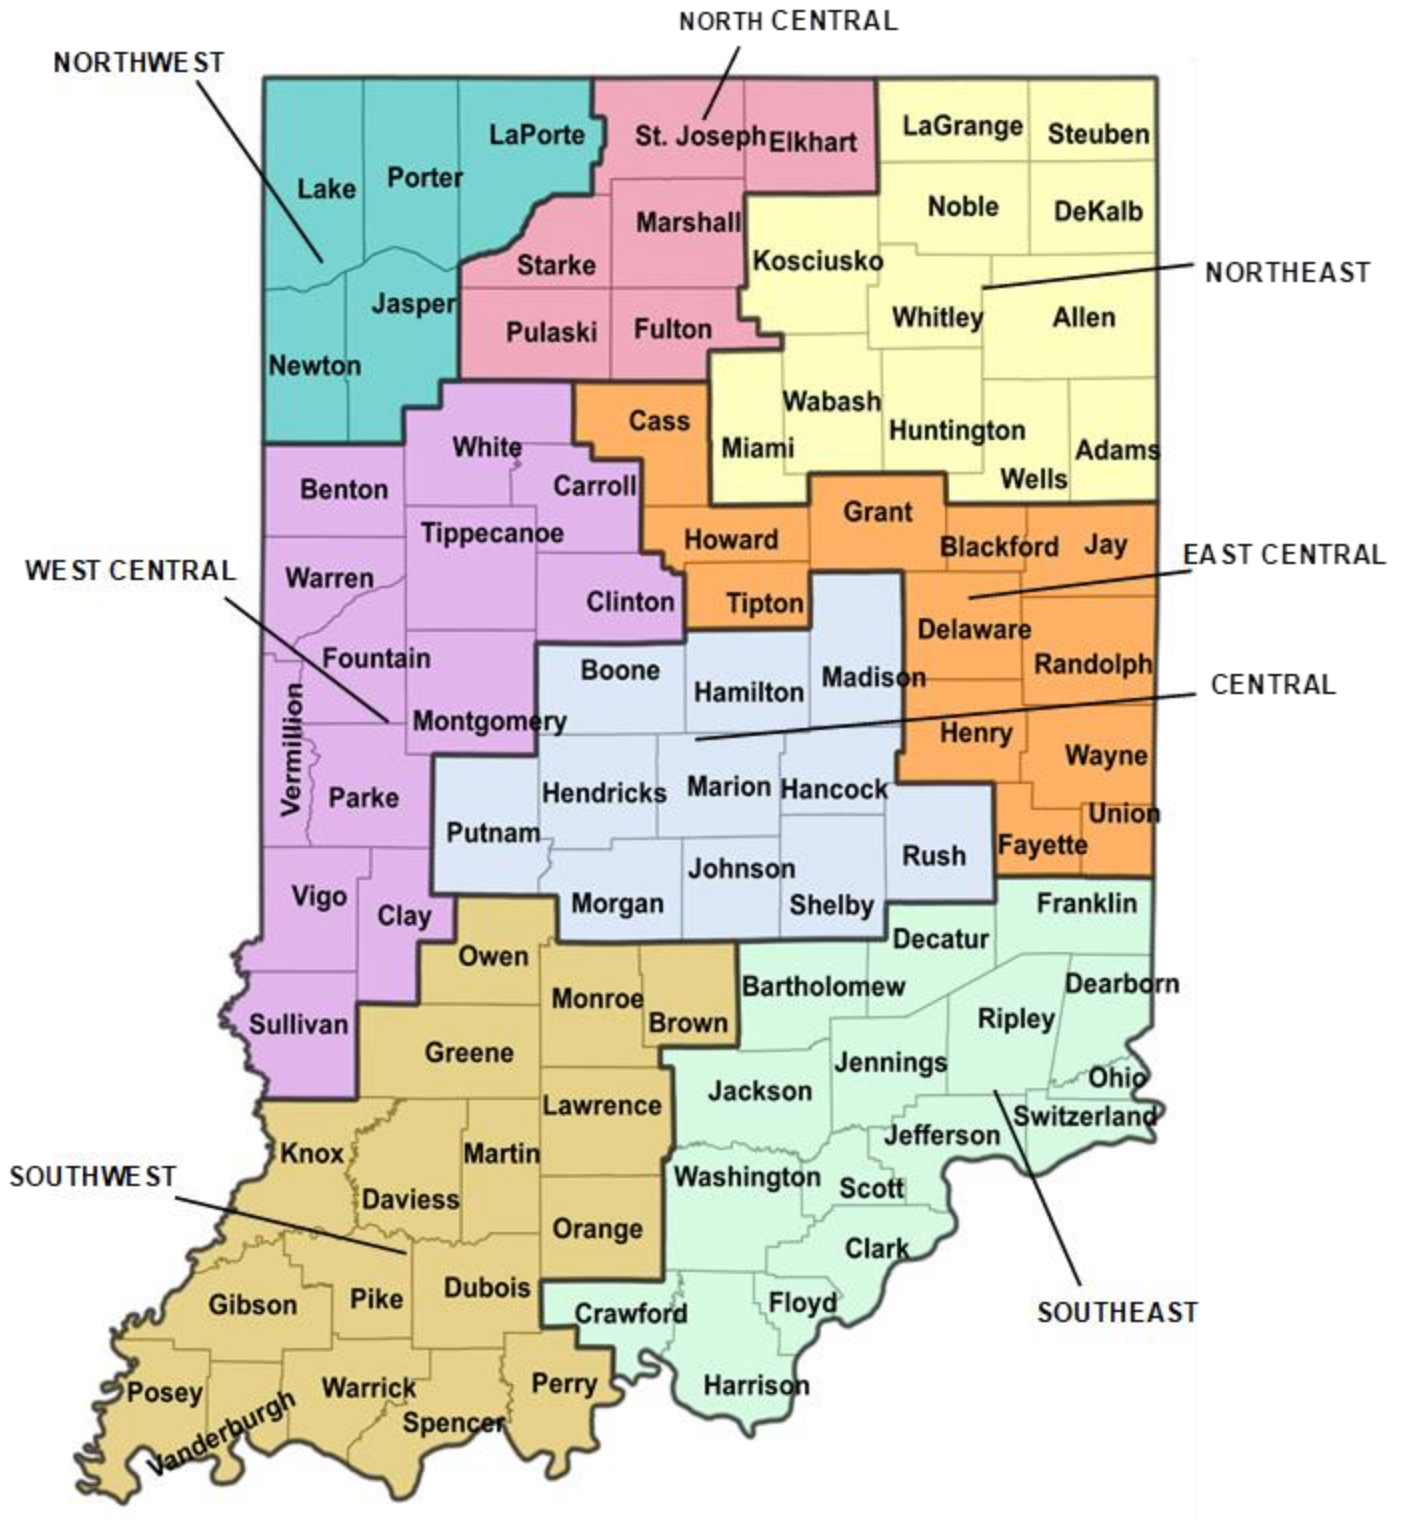 NORTH CENTRAL
NORTHWEST
LaGrange
Steuben
LaPorte
St. Joseph
Elkhart
Porter
Lake
Noble
DeKalb
Marshall
Kosciusko
Starke
NORTHEAST
Jasper
Whitley
Allen
Pulaski
Fulton
Newton
Wabash
Cass
Huntington
Miami
White
Adams
Wells
Benton
Carroll
Grant
Tippecanoe
Howard
Blackford
Jay
EAST CENTRAL
WEST CENTRAL
Warren
Clinton
Tipton
Delaware
Fountain
Boone
Randolph
Madison
Hamilton
CENTRAL
Montgomery
Henry
Vermillion
Wayne
Parke
Hendricks
Marion
Hancock
Union
Putnam
Fayette
Rush
Johnson
Vigo
Morgan
Shelby
Franklin
Clay
Decatur
Owen
Dearborn
Bartholomew
Monroe
Ripley
Sullivan
Brown
Greene
Jennings
Ohio
Jackson
Lawrence
Switzerland
Jefferson
Knox
Martin
SOUTHWEST
Washington
Scott
Daviess
Orange
Clark
Dubois
Pike
Gibson
Floyd
Crawford
SOUTHEAST
Perry
Harrison
Warrick
Posey
Spencer
Vanderburgh